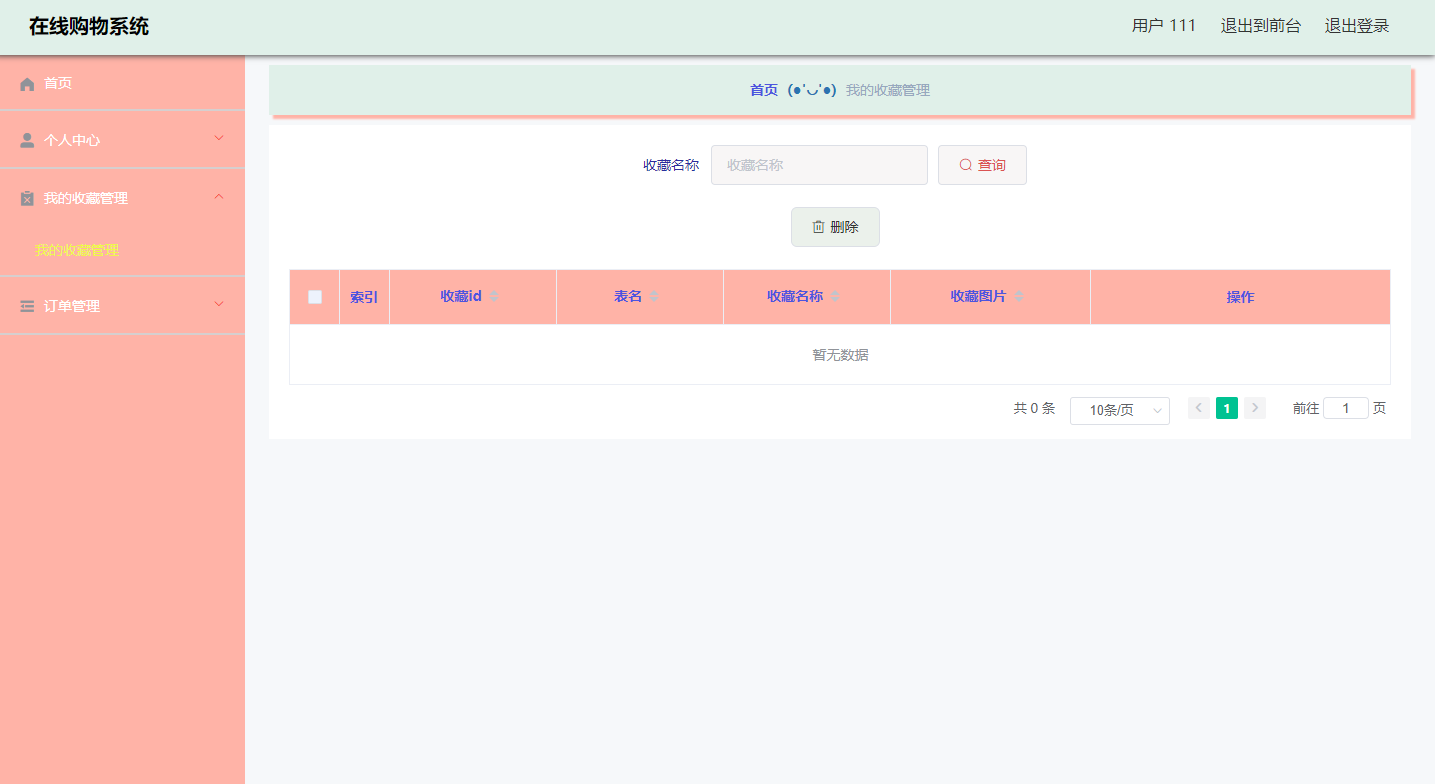 在线购物系统
用户 111 退出到前台 退出登录
首页
个人中心
我的收藏管理
我的收藏管理
订单管理
首页 (●'◡'●) 我的收藏管理
收藏名称 收藏名称 查询
删除
索引 收藏id 表名 收藏名称 收藏图片 操作
暂无数据
共 0 条 10条/页 1 前往 1 页